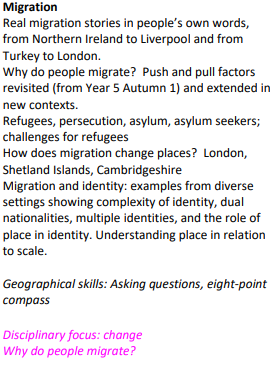 Migration
Real migration stories in people’s own words,
from Northern Ireland to Liverpool and from
Turkey to London.
Why do people migrate?  Push and pull factors
revisited (from Year 5 Autumn 1) and extended in
new contexts.
Refugees, persecution, asylum, asylum seekers;
challenges for refugees
How does migration change places?  London,
Shetland Islands, Cambridgeshire
Migration and identity: examples from diverse
settings showing complexity of identity, dual
nationalities, multiple identities, and the role of
place in identity. Understanding place in relation
to scale.
Geographical skills: Asking questions, eight-point
compass
Disciplinary focus: change
Why do people migrate?